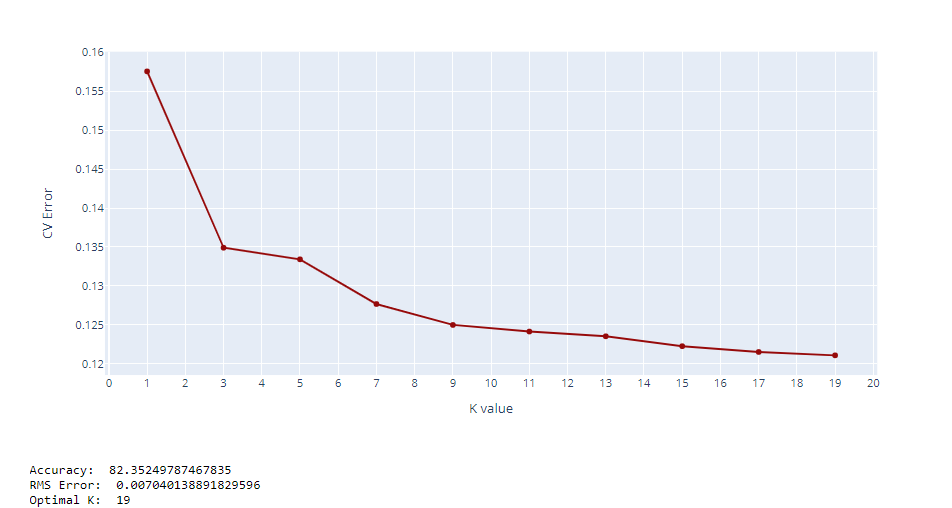 0.16
0.155
0.15
0.145
0.14
0.135
0.13
0.125
0.12
CV Error
0 1 2 3 4 5 6 7 8 9 10 11 12 13 14 15 16 17 18 19 20
K value
Accuracy: 82.35249787467835
RMS Error: 0.007040138891829596
Optimal K: 19